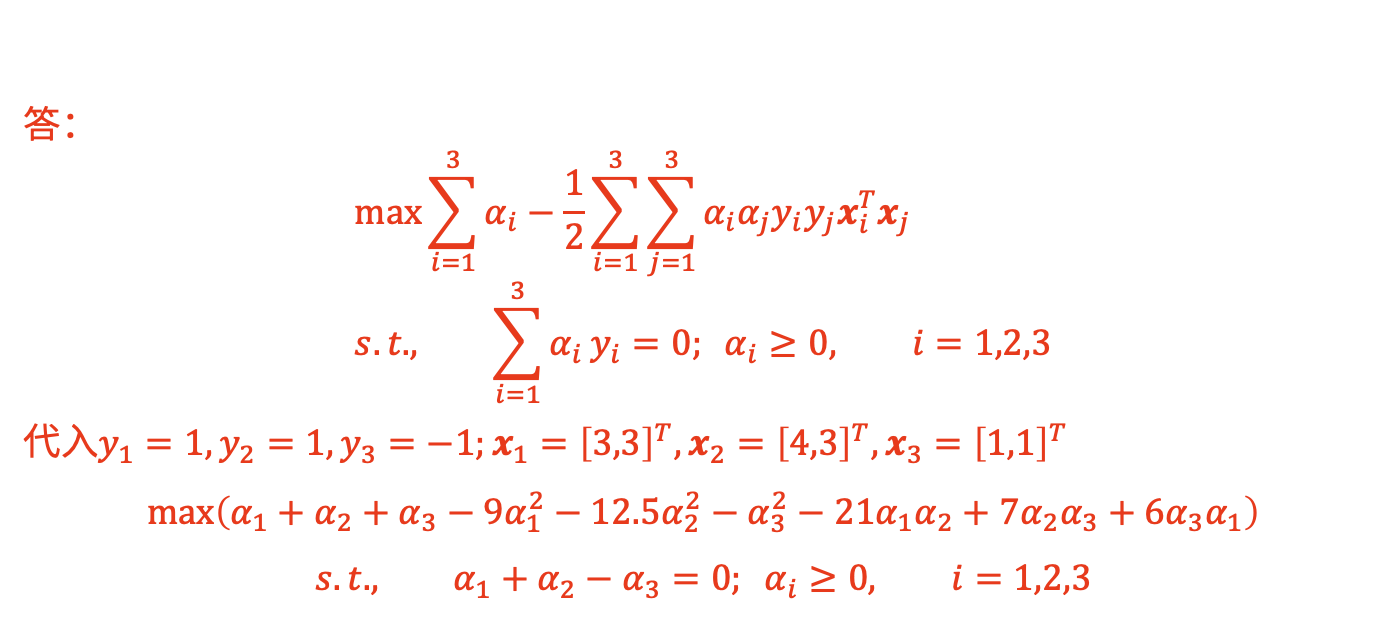 答：
max ∑_{i=1}^{3} α_i − \frac{1}{2} ∑_{i=1}^{3} ∑_{j=1}^{3} α_i α_j y_i y_j 𝒙_i^T 𝒙_j
s.t., ∑_{i=1}^{3} α_i y_i = 0; α_i ≥ 0, i = 1,2,3
代入y_1 = 1, y_2 = 1, y_3 = −1; 𝒙_1 = [3,3]^T, 𝒙_2 = [4,3]^T, 𝒙_3 = [1,1]^T
max(α_1 + α_2 + α_3 − 9α_1^2 − 12.5α_2^2 − α_3^2 − 21α_1α_2 + 7α_2α_3 + 6α_3α_1)
s.t., α_1 + α_2 − α_3 = 0; α_i ≥ 0, i = 1,2,3